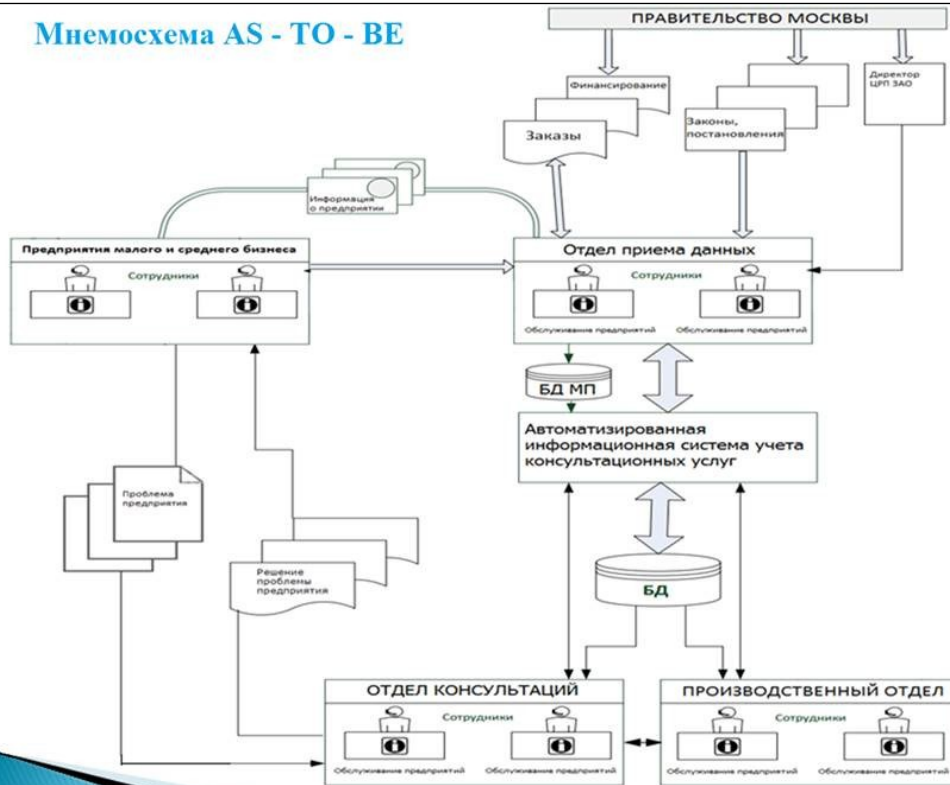 Мнемосхема AS - TO - BE
ПРАВИТЕЛЬСТВО МОСКВЫ
Финансирование
Заказы
Законы,
постановления
Директор
ЦРП ЗАО
Информация
о предприятии
Предприятия малого и среднего бизнеса
Сотрудники
Отдел приема данных
Сотрудники
Обслуживание предприятий
Обслуживание предприятий
БД МП
Автоматизированная
информационная система учета
консультационных услуг
Проблема
предприятия
Решение
проблемы
предприятия
БД
ОТДЕЛ КОНСУЛЬТАЦИЙ
Сотрудники
Обслуживание предприятий
Обслуживание предприятий
ПРОИЗВОДСТВЕННЫЙ ОТДЕЛ
Сотрудники
Обслуживание предприятий
Обслуживание предприятий